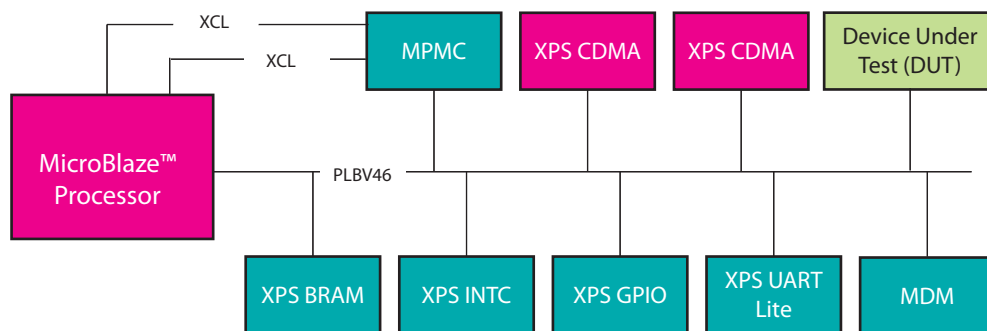 XCL
XCL
MPMC
XPS CDMA
XPS CDMA
Device Under
Test (DUT)
MicroBlaze™
Processor
PLBV46
XPS BRAM
XPS INTC
XPS GPIO
XPS UART
Lite
MDM